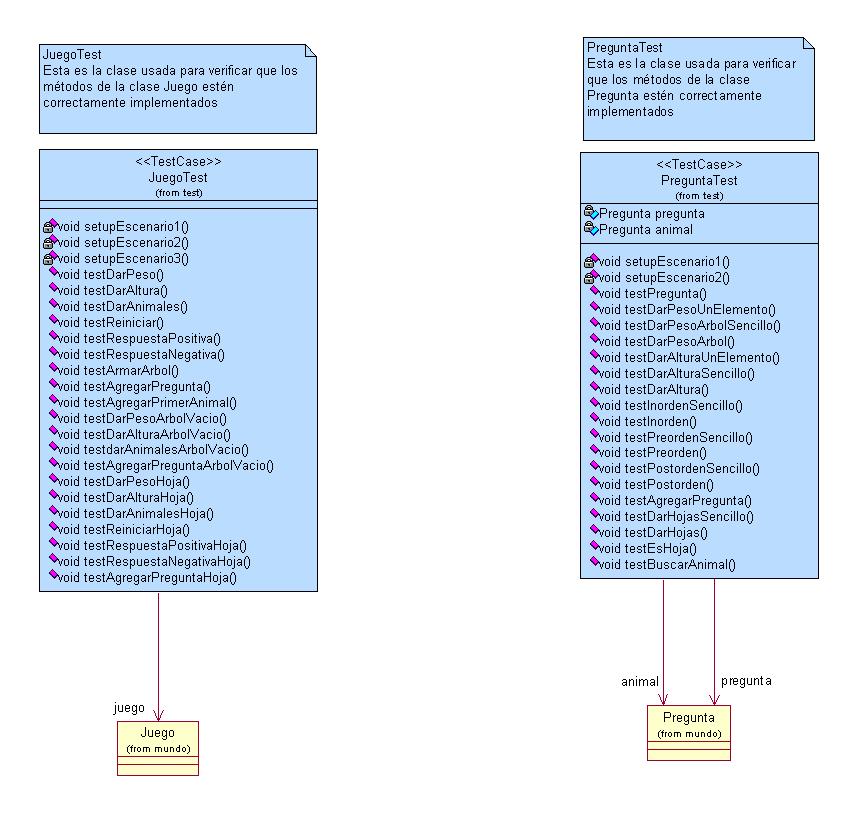 JuegoTest
Esta es la clase usada para verificar que los
métodos de la clase Juego estén
correctamente implementados
<<TestCase>>
JuegoTest
(from test)
void setupEscenario1()
void setupEscenario2()
void setupEscenario3()
void testDarPeso()
void testDarAltura()
void testDarAnimales()
void testReiniciar()
void testRespuestaPositiva()
void testRespuestaNegativa()
void testArmarArbol()
void testAgregarPregunta()
void testAgregarPrimerAnimal()
void testDarPesoArbolVacio()
void testDarAlturaArbolVacio()
void testdarAnimalesArbolVacio()
void testAgregarPreguntaArbolVacio()
void testDarPesoHoja()
void testDarAlturaHoja()
void testDarAnimalesHoja()
void testReiniciarHoja()
void testRespuestaPositivaHoja()
void testRespuestaNegativaHoja()
void testAgregarPreguntaHoja()
juego
Juego
(from mundo)
PreguntaTest
Esta es la clase usada para verificar
que los métodos de la clase
Pregunta estén correctamente
implementados
<<TestCase>>
PreguntaTest
(from test)
Pregunta pregunta
Pregunta animal
void setupEscenario1()
void setupEscenario2()
void testPregunta()
void testDarPesoUnElemento()
void testDarPesoArbolSencillo()
void testDarPesoArbol()
void testDarAlturaUnElemento()
void testDarAlturaSencillo()
void testDarAltura()
void testInordenSencillo()
void testInorden()
void testPreordenSencillo()
void testPreorden()
void testPostordenSencillo()
void testPostorden()
void testAgregarPregunta()
void testDarHojasSencillo()
void testDarHojas()
void testEsHoja()
void testBuscarAnimal()
animal
pregunta
Pregunta
(from mundo)